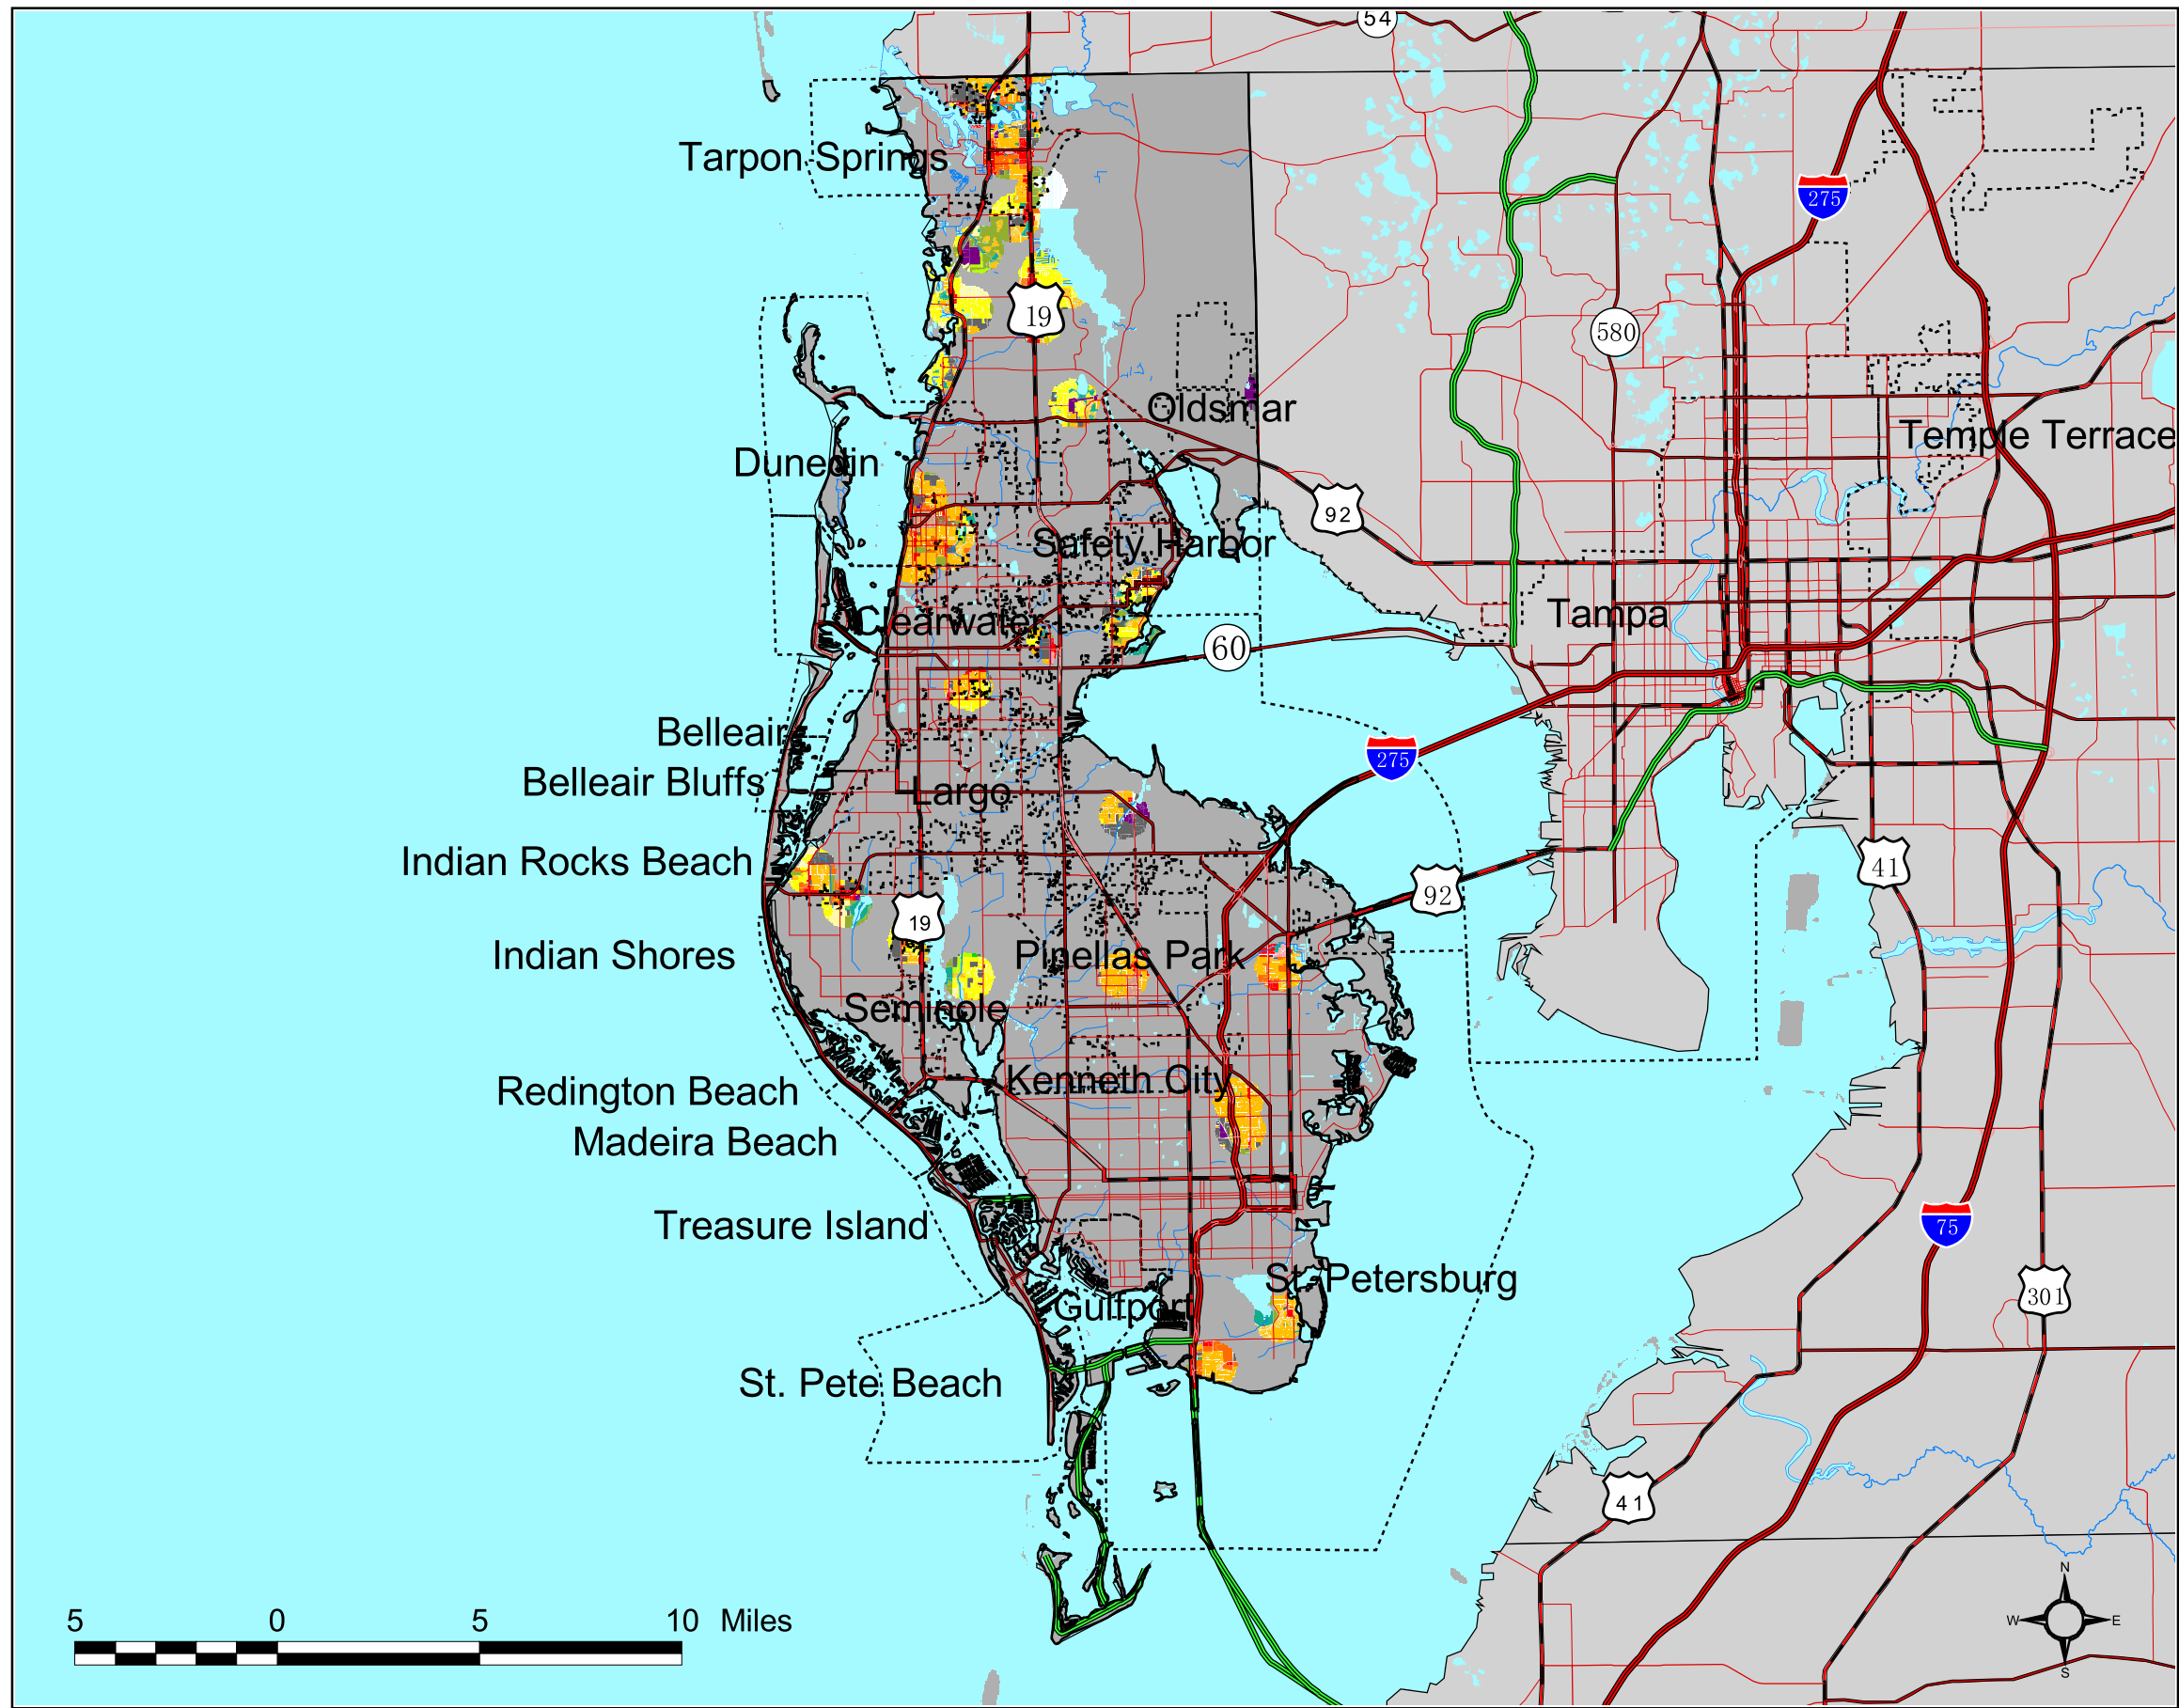 54
Tarpon Springs
275
19
580
Oldsmar
Temple Terrace
Dunedin
92
Safety Harbor
Clearwater
Tampa
60
Belleair
275
Belleair Bluffs
Largo
Indian Rocks Beach
41
92
19
Indian Shores
Pinellas Park
Seminole
Kenneth City
Redington Beach
Madeira Beach
Treasure Island
75
St. Petersburg
301
Gulfport
St. Pete Beach
41
N
W E
S
5 0 5 10 Miles